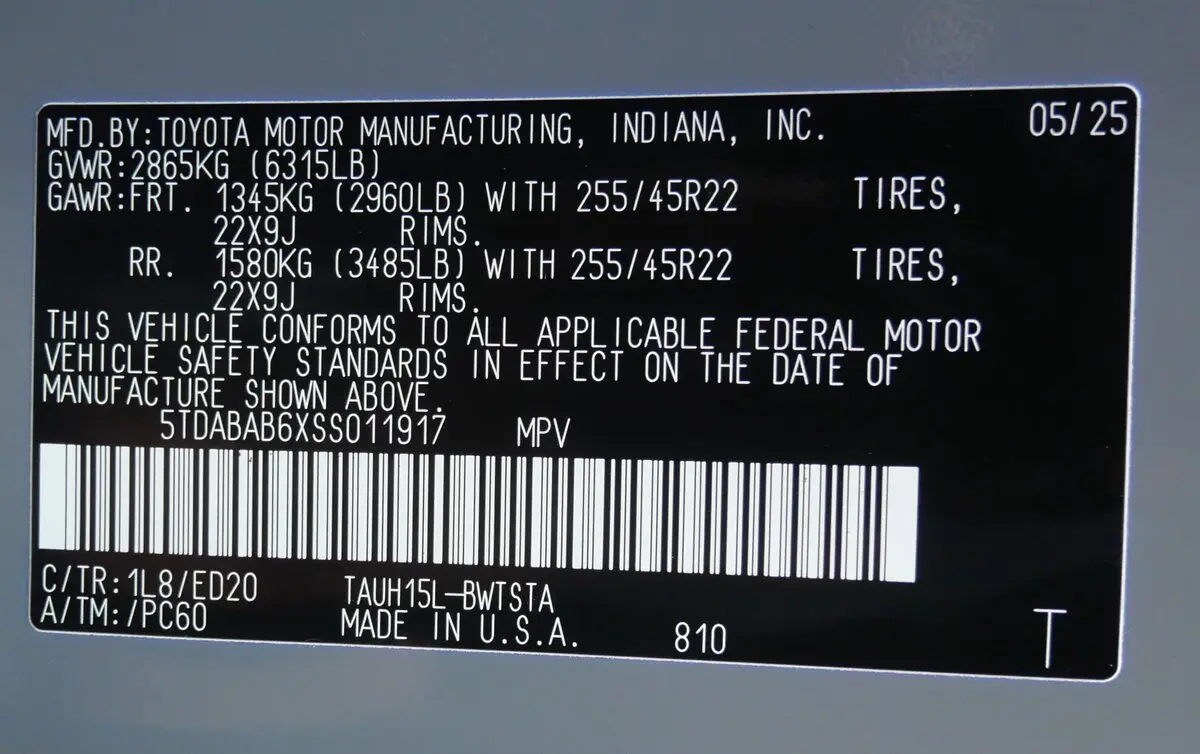 MFD.BY:TOYOTA MOTOR MANUFACTURING, INDIANA, INC. 05/25
GVWR:2865KG (6315LB)
GAWR:FRT. 1345KG (2960LB) WITH 255/45R22 TIRES,
22X9J RIMS.
RR. 1580KG (3485LB) WITH 255/45R22 TIRES,
22X9J RIMS.
THIS VEHICLE CONFORMS TO ALL APPLICABLE FEDERAL MOTOR
VEHICLE SAFETY STANDARDS IN EFFECT ON THE DATE OF
MANUFACTURE SHOWN ABOVE.
5TDABAB6XSS011917 MPV
C/TR:1L8/ED20 TAUH15L-BWTSTA
A/TM:/PC60 MADE IN U.S.A. 810 T